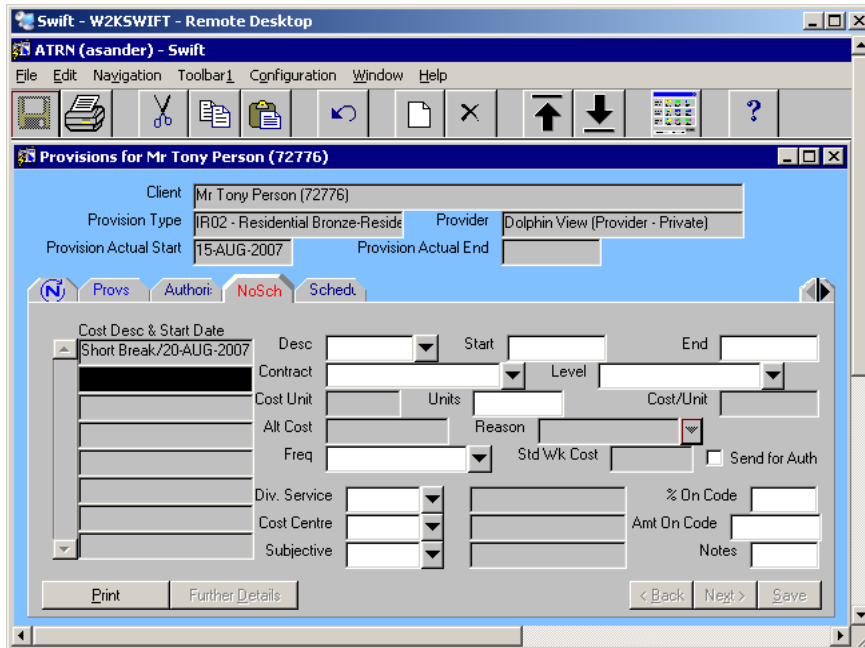 Swift - W2KSWIFT - Remote Desktop
ATRN (asander) - Swift
File Edit Navigation Toolbar1 Configuration Window Help
Provisions for Mr Tony Person (72776)
Client Mr Tony Person (72776)
Provision Type IR02 - Residential Bronze-Reside Provider Dolphin View (Provider - Private)
Provision Actual Start 15-AUG-2007 Provision Actual End
N Provs Authoris NoSch Schedu
Cost Desc & Start Date
Short Break/20-AUG-2007 Desc Start End
Contract Level
Cost Unit Units Cost/Unit
Alt Cost Reason
Freq Std Wk Cost Send for Auth
Div. Service % On Code
Cost Centre Amt On Code
Subjective Notes
Print Further Details < Back Next > Save